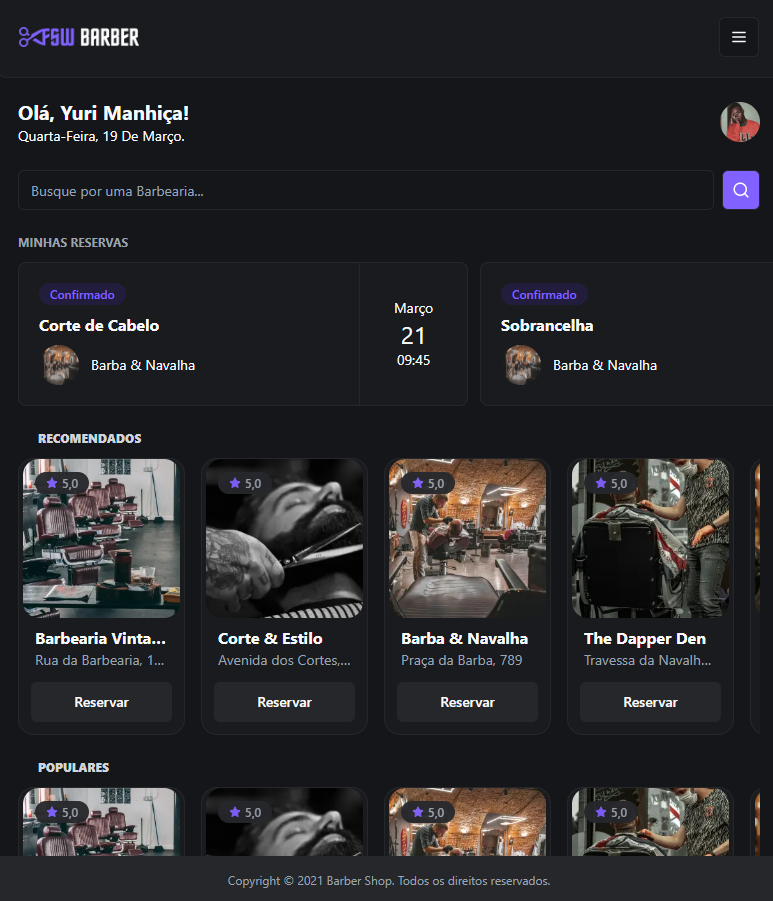 FSW BARBER
Olá, Yuri Manhiça!
Quarta-Feira, 19 De Março.
Busque por uma Barbearia...
MINHAS RESERVAS
Confirmado
Corte de Cabelo
Barba & Navalha
Março
21
09:45
Confirmado
Sobrancelha
Barba & Navalha
RECOMENDADOS
5,0
Barbearia Vinta...
Rua da Barbearia, 1...
Reservar
5,0
Corte & Estilo
Avenida dos Cortes,...
Reservar
5,0
Barba & Navalha
Praça da Barba, 789
Reservar
5,0
The Dapper Den
Travessa da Navalh...
Reservar
POPULARES
5,0
5,0
5,0
5,0
Copyright © 2021 Barber Shop. Todos os direitos reservados.